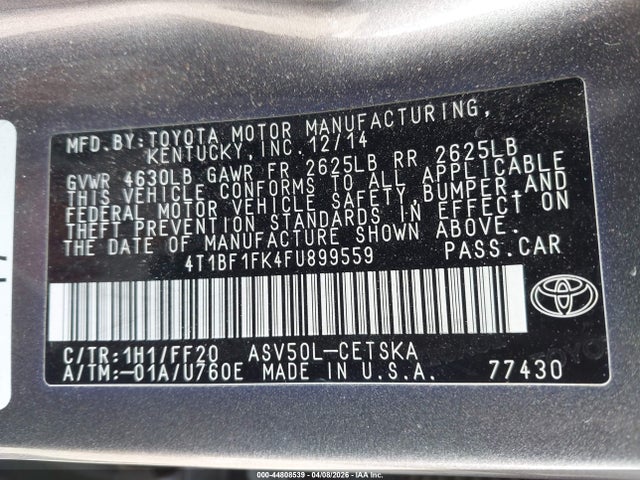 MFD.BY:TOYOTA MOTOR MANUFACTURING,
KENTUCKY,INC.12/14
GVWR 4630LB GAWR FR 2625LB RR 2625LB
THIS VEHICLE CONFORMS TO ALL APPLICABLE
FEDERAL MOTOR VEHICLE SAFETY,BUMPER,AND
THEFT PREVENTION STANDARDS IN EFFECT ON
THE DATE OF MANUFACTURE SHOWN ABOVE.
4T1BF1FK4FU899559 PASS.CAR
C/TR:1H1/FF20 ASV50L-CETSKA
A/TM:-01A/U760E MADE IN U.S.A. 77430
000-44808539 - 04/08/2026 - IAA Inc.